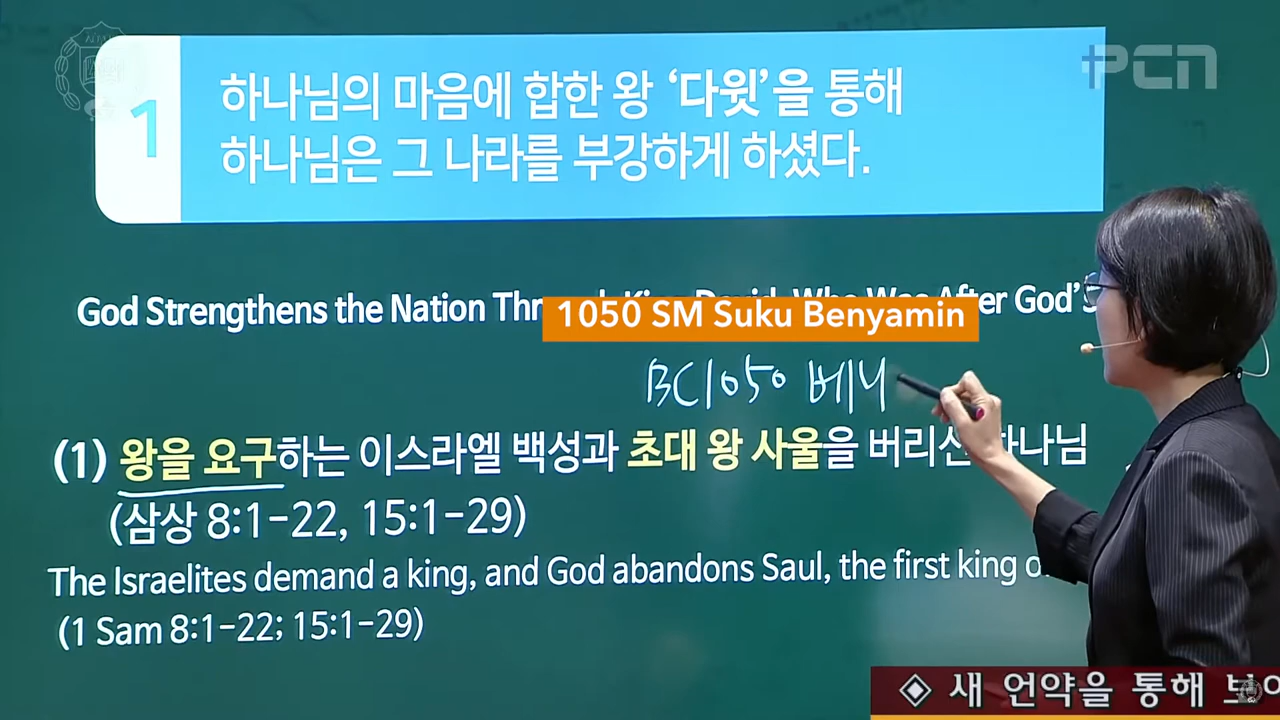 PCN
1
하나님의 마음에 합한 왕 ‘다윗’을 통해
하나님은 그 나라를 부강하게 하셨다.
God Strengthens the Nation After God’s
1050 SM Suku Benyamin
BC1050 베냐
(1) 왕을 요구하는 이스라엘 백성과 초대 왕 사울을 버리신 하나님
(삼상 8:1-22, 15:1-29)
The Israelites demand a king, and God abandons Saul, the first king
(1 Sam 8:1-22; 15:1-29)
◈ 새 언약을 통해